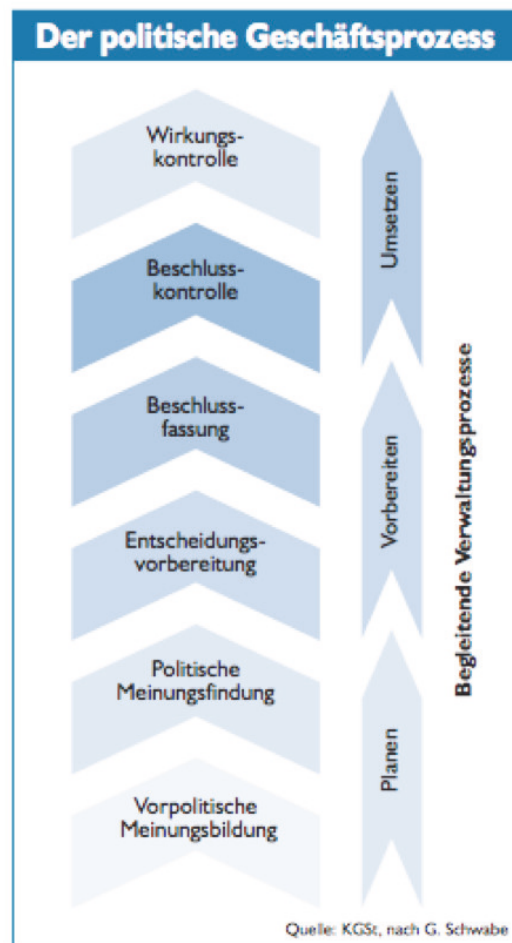 Der politische Geschäftsprozess
Wirkungs-
kontrolle
Beschluss-
kontrolle
Beschluss-
fassung
Entscheidungs-
vorbereitung
Politische
Meinungsfindung
Vorpolitische
Meinungsbildung
Umsetzen
Vorbereiten
Planen
Begleitende Verwaltungsprozesse
Quelle: KGSt, nach G. Schwabe